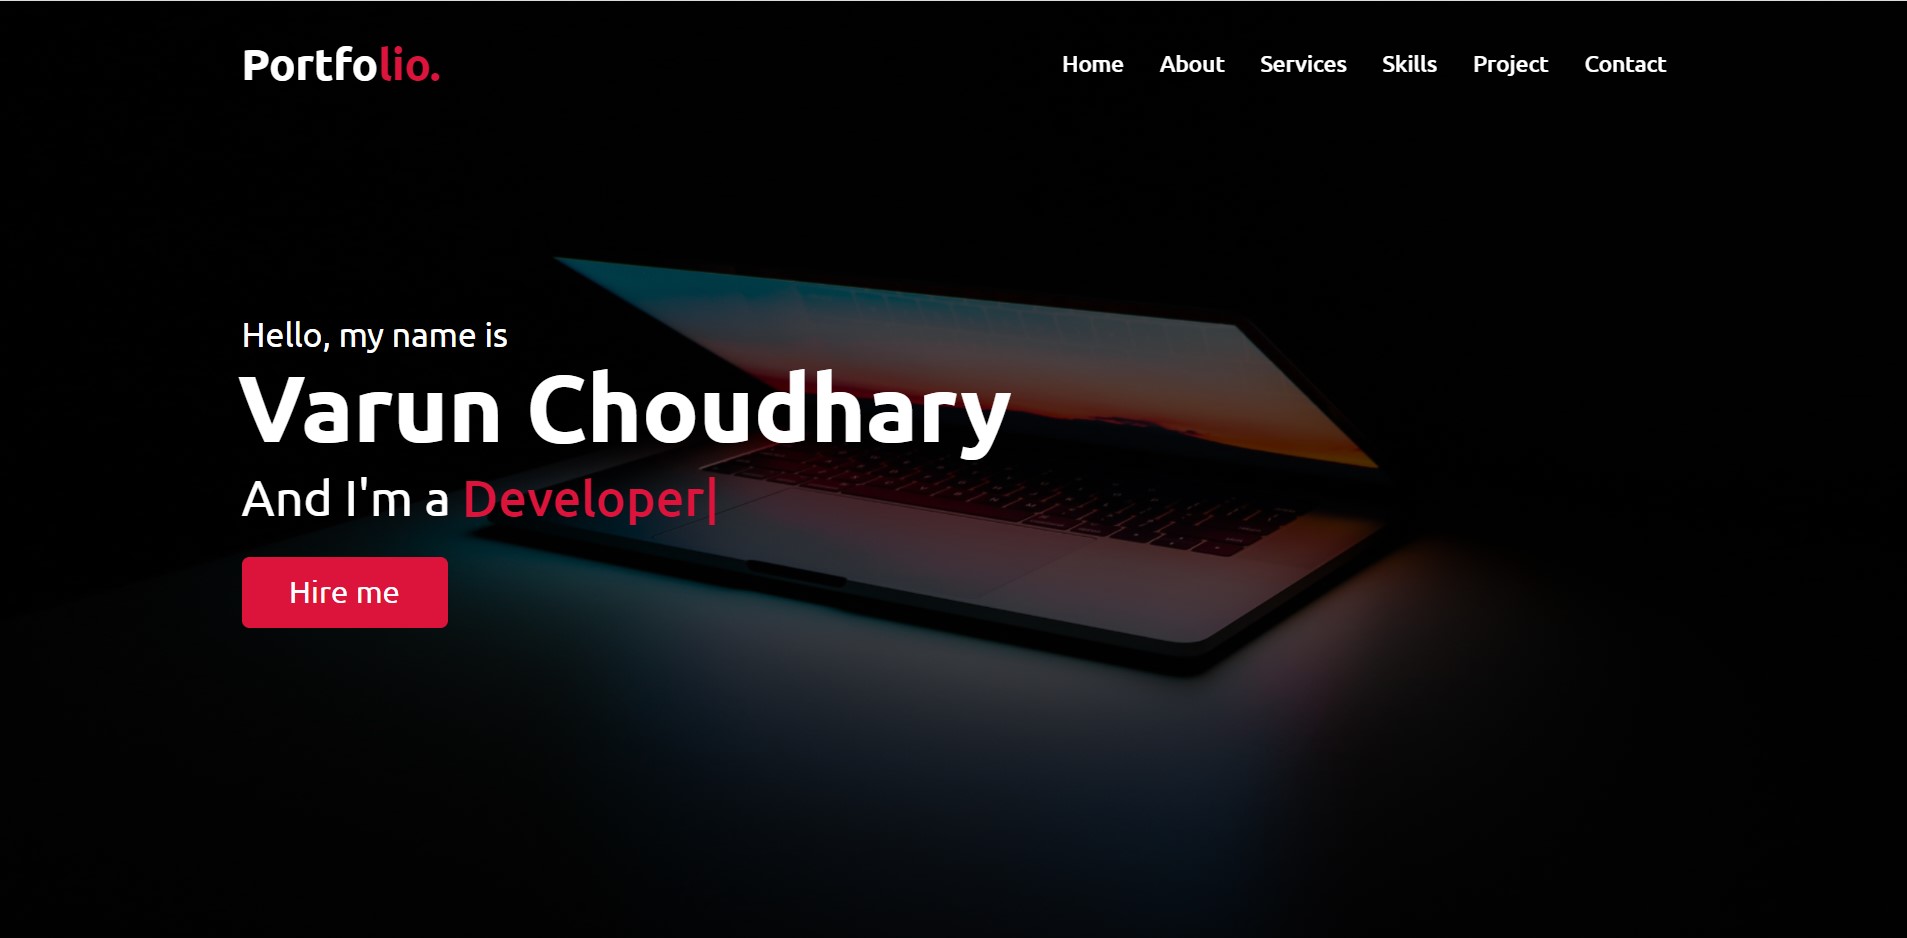 Portfolio.
Home About Services Skills Project Contact
Hello, my name is
Varun Choudhary
And I'm a Developer|
Hire me